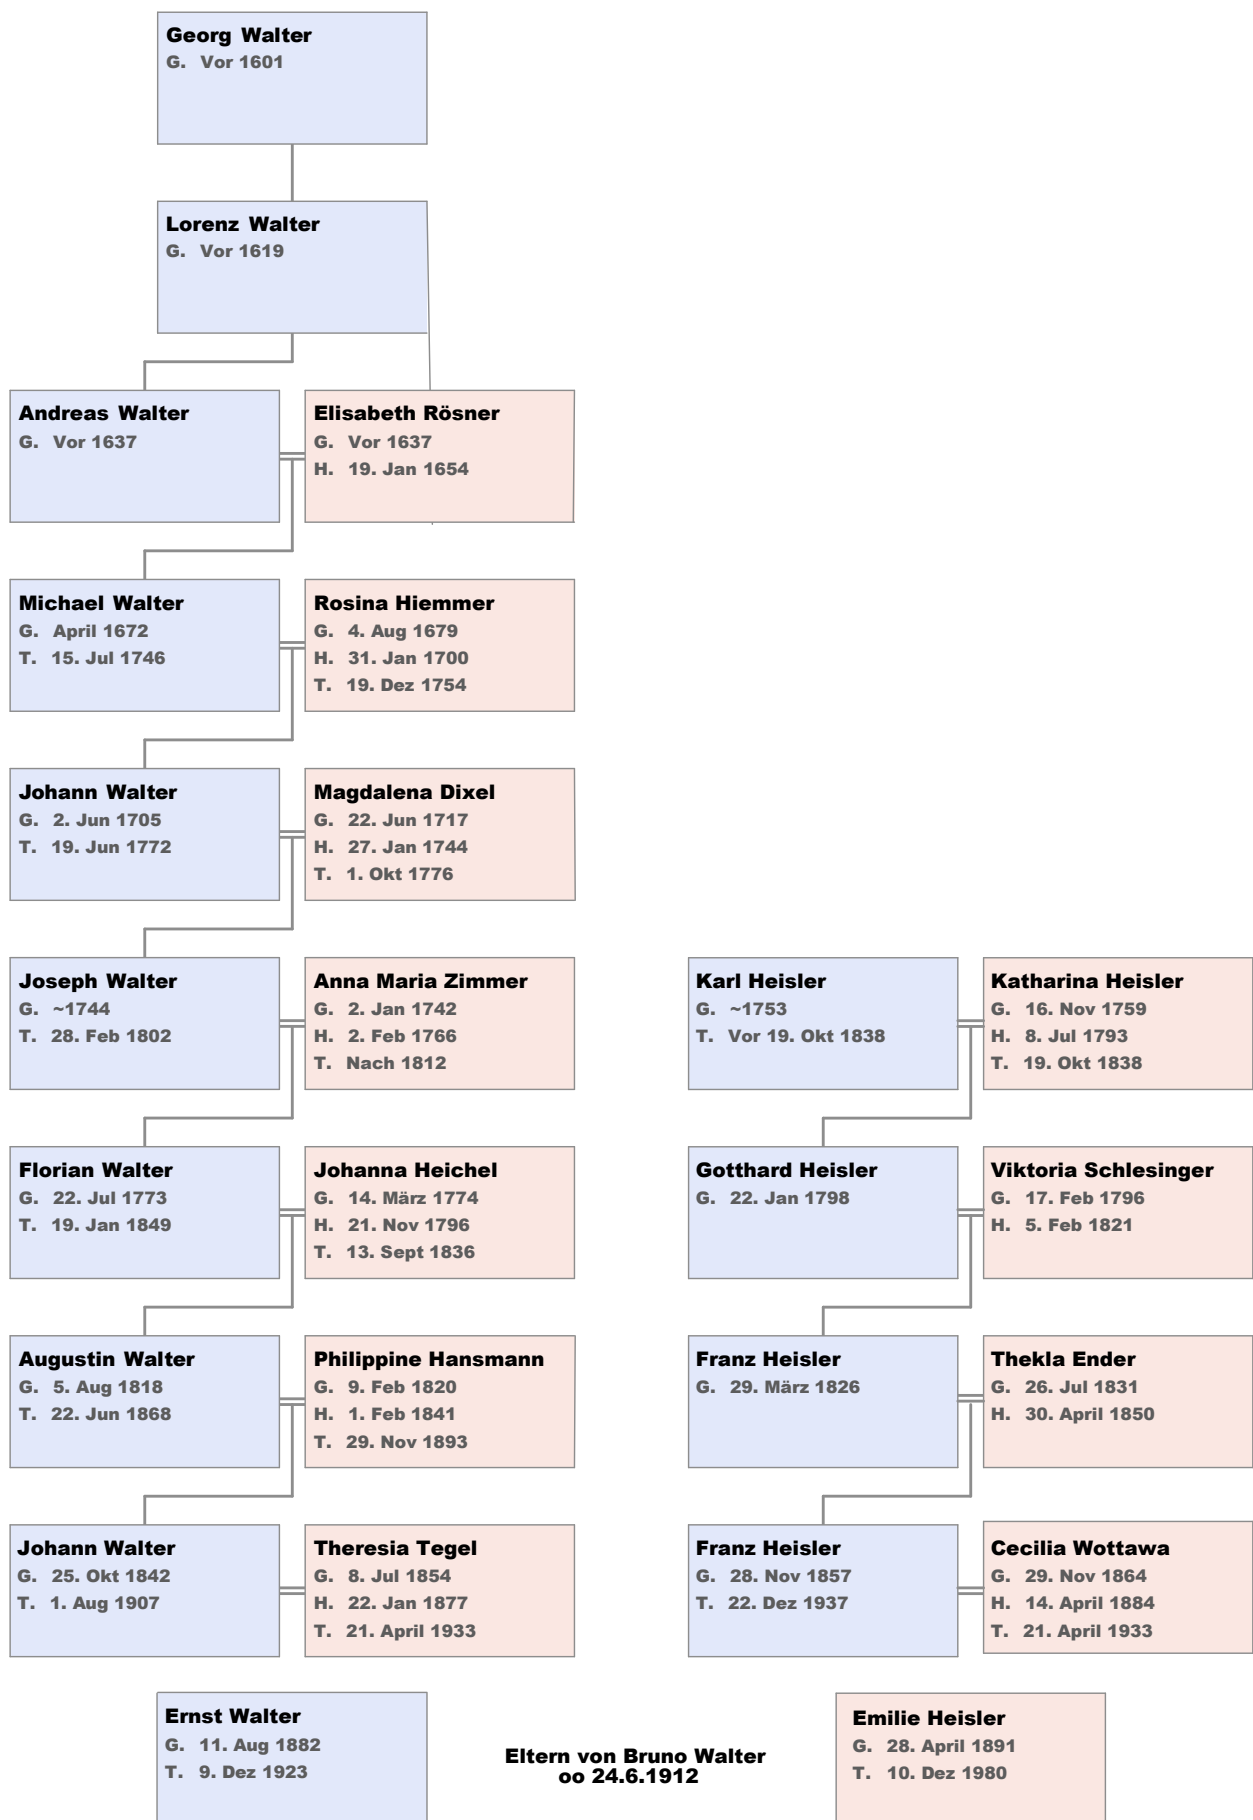 Georg Walter
G. Vor 1601
Lorenz Walter
G. Vor 1619
Andreas Walter
G. Vor 1637
Elisabeth Rösner
G. Vor 1637
H. 19. Jan 1654
Michael Walter
G. April 1672
T. 15. Jul 1746
Rosina Hiemmer
G. 4. Aug 1679
H. 31. Jan 1700
T. 19. Dez 1754
Johann Walter
G. 2. Jun 1705
T. 19. Jun 1772
Magdalena Dixel
G. 22. Jun 1717
H. 27. Jan 1744
T. 1. Okt 1776
Joseph Walter
G. ~1744
T. 28. Feb 1802
Anna Maria Zimmer
G. 2. Jan 1742
H. 2. Feb 1766
T. Nach 1812
Karl Heisler
G. ~1753
T. Vor 19. Okt 1838
Katharina Heisler
G. 16. Nov 1759
H. 8. Jul 1793
T. 19. Okt 1838
Florian Walter
G. 22. Jul 1773
T. 19. Jan 1849
Johanna Heichel
G. 14. März 1774
H. 21. Nov 1796
T. 13. Sept 1836
Gotthard Heisler
G. 22. Jan 1798
Viktoria Schlesinger
G. 17. Feb 1796
H. 5. Feb 1821
Augustin Walter
G. 5. Aug 1818
T. 22. Jun 1868
Philippine Hansmann
G. 9. Feb 1820
H. 1. Feb 1841
T. 29. Nov 1893
Franz Heisler
G. 29. März 1826
Thekla Ender
G. 26. Jul 1831
H. 30. April 1850
Johann Walter
G. 25. Okt 1842
T. 1. Aug 1907
Theresia Tegel
G. 8. Jul 1854
H. 22. Jan 1877
T. 21. April 1933
Franz Heisler
G. 28. Nov 1857
T. 22. Dez 1937
Cecilia Wottawa
G. 29. Nov 1864
H. 14. April 1884
T. 21. April 1933
Ernst Walter
G. 11. Aug 1882
T. 9. Dez 1923
Eltern von Bruno Walter
oo 24.6.1912
Emilie Heisler
G. 28. April 1891
T. 10. Dez 1980